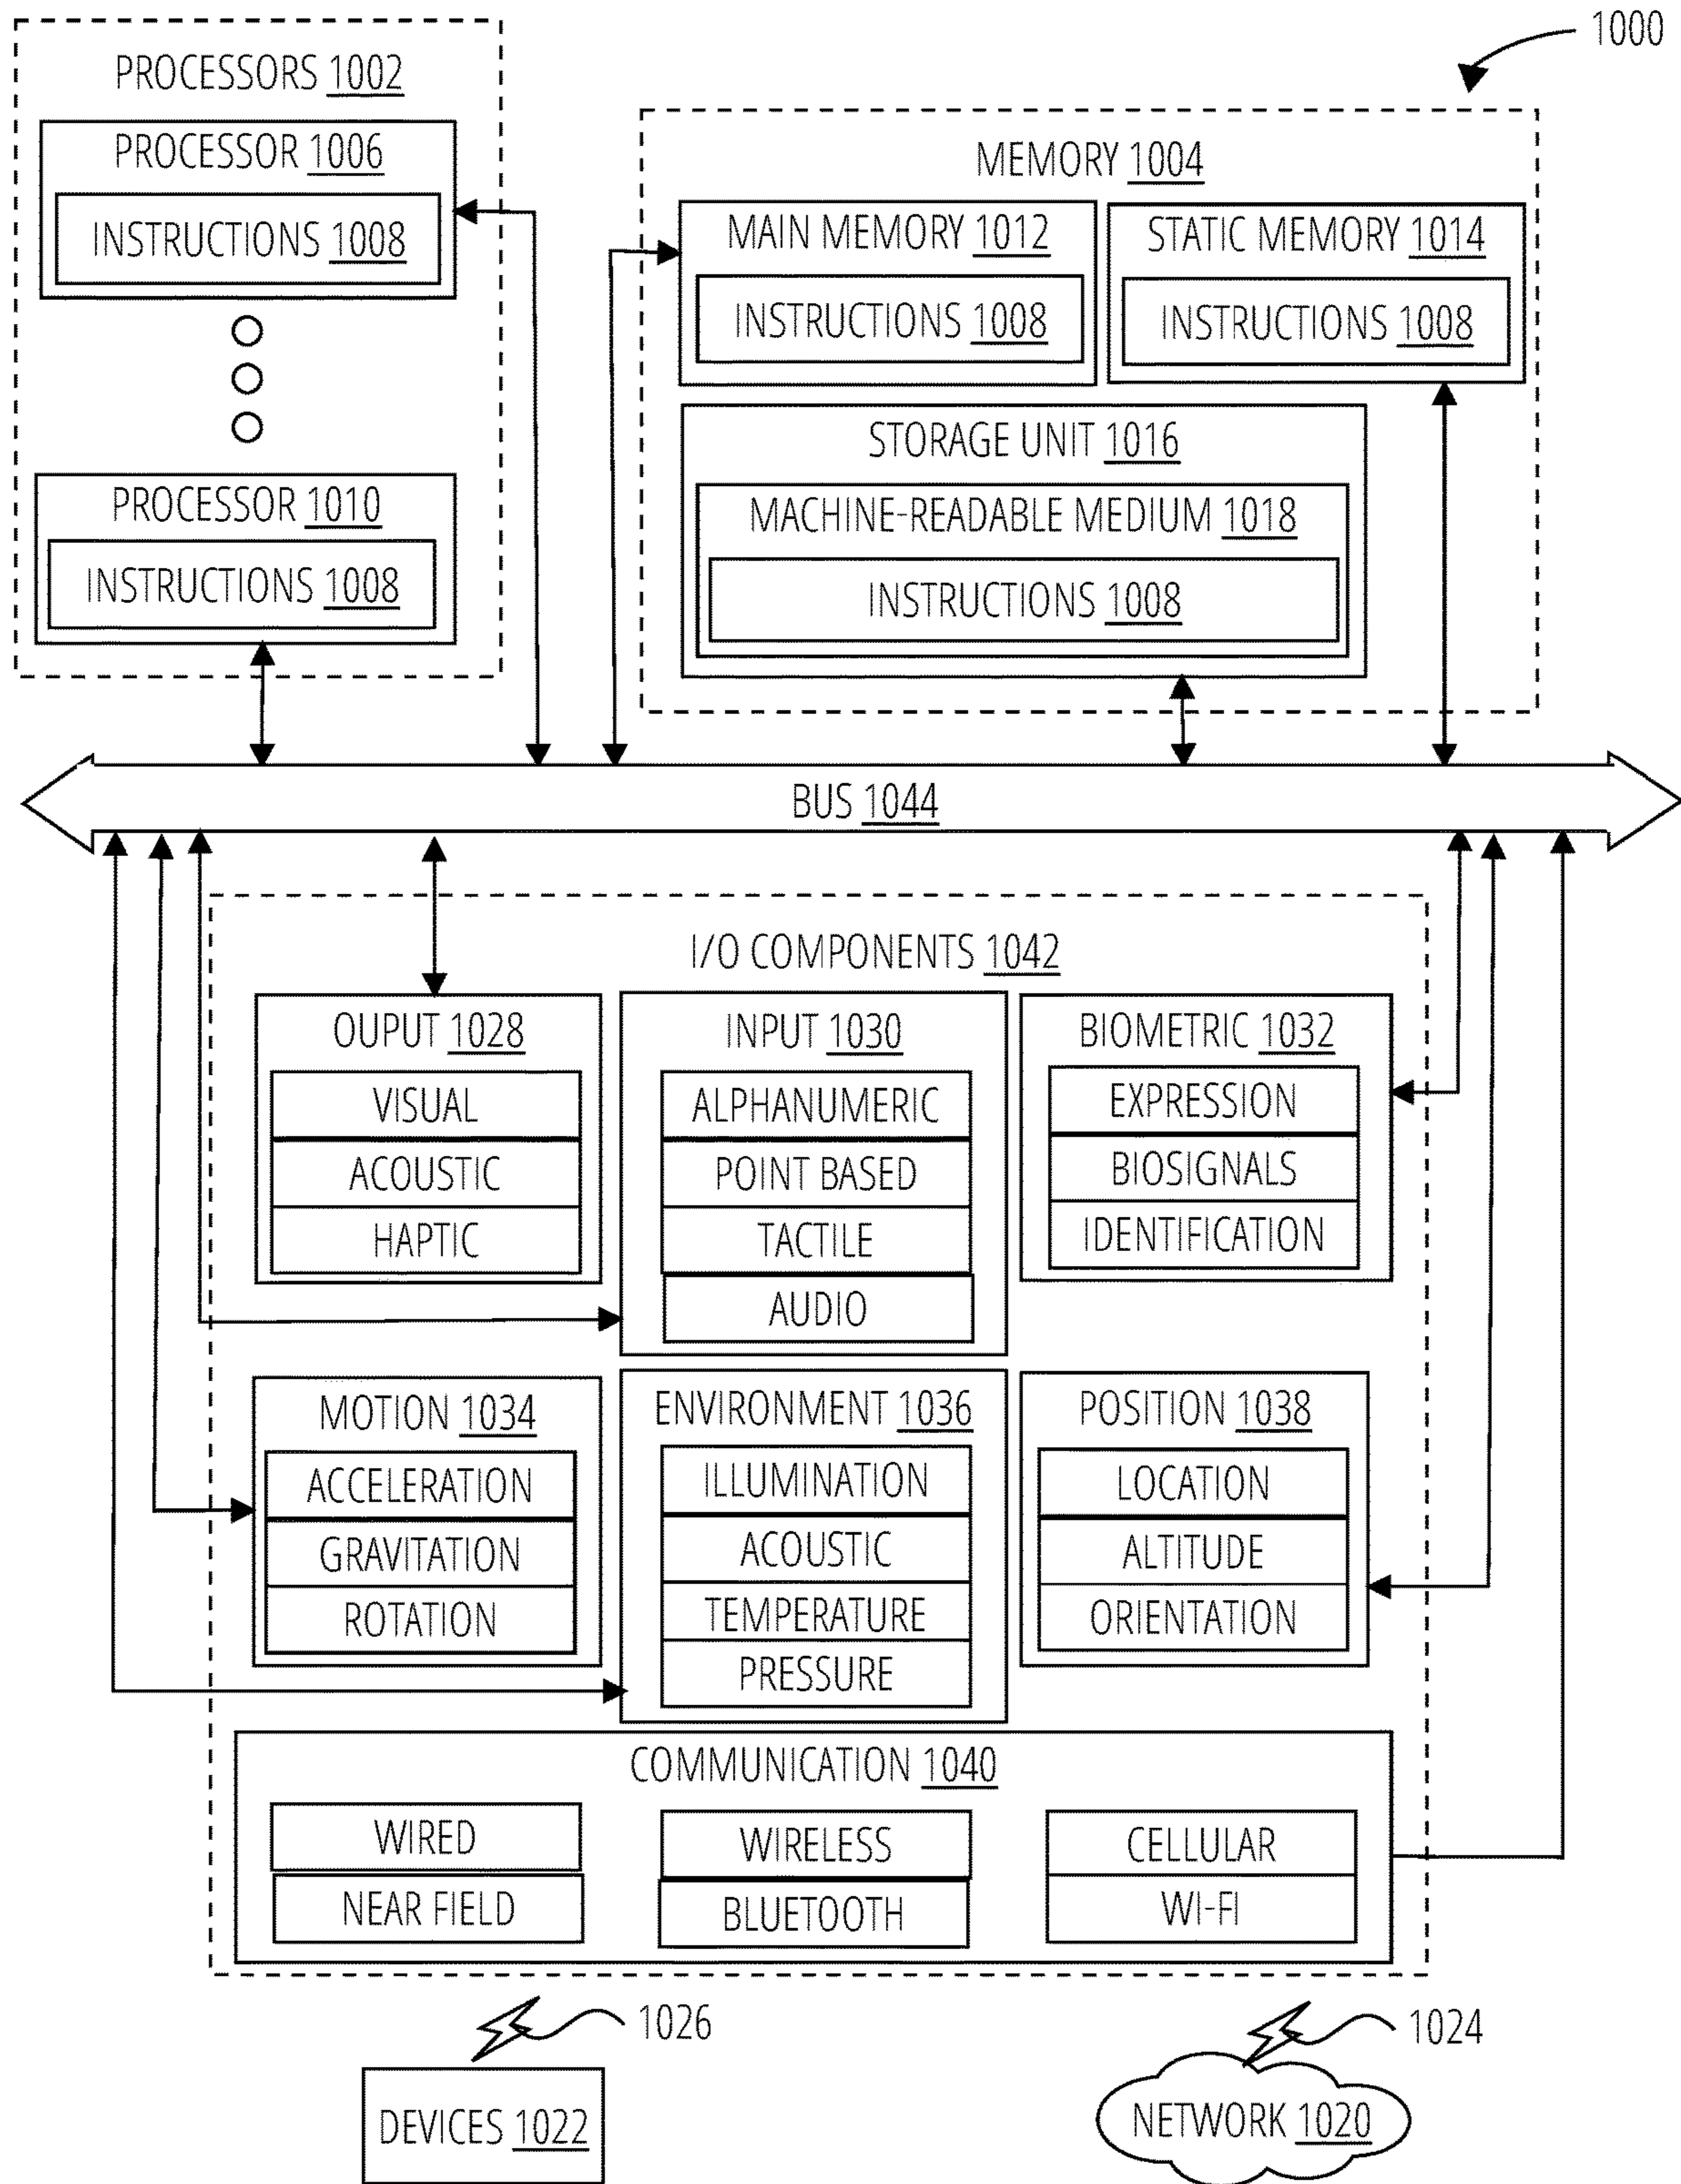 1000
PROCESSORS 1002
PROCESSOR 1006
INSTRUCTIONS 1008
PROCESSOR 1010
INSTRUCTIONS 1008
MEMORY 1004
MAIN MEMORY 1012
INSTRUCTIONS 1008
STATIC MEMORY 1014
INSTRUCTIONS 1008
STORAGE UNIT 1016
MACHINE-READABLE MEDIUM 1018
INSTRUCTIONS 1008
BUS 1044
I/O COMPONENTS 1042
OUPUT 1028
VISUAL
ACOUSTIC
HAPTIC
INPUT 1030
ALPHANUMERIC
POINT BASED
TACTILE
AUDIO
BIOMETRIC 1032
EXPRESSION
BIOSIGNALS
IDENTIFICATION
MOTION 1034
ACCELERATION
GRAVITATION
ROTATION
ENVIRONMENT 1036
ILLUMINATION
ACOUSTIC
TEMPERATURE
PRESSURE
POSITION 1038
LOCATION
ALTITUDE
ORIENTATION
COMMUNICATION 1040
WIRED
NEAR FIELD
WIRELESS
BLUETOOTH
CELLULAR
WI-FI
1026
DEVICES 1022
1024
NETWORK 1020